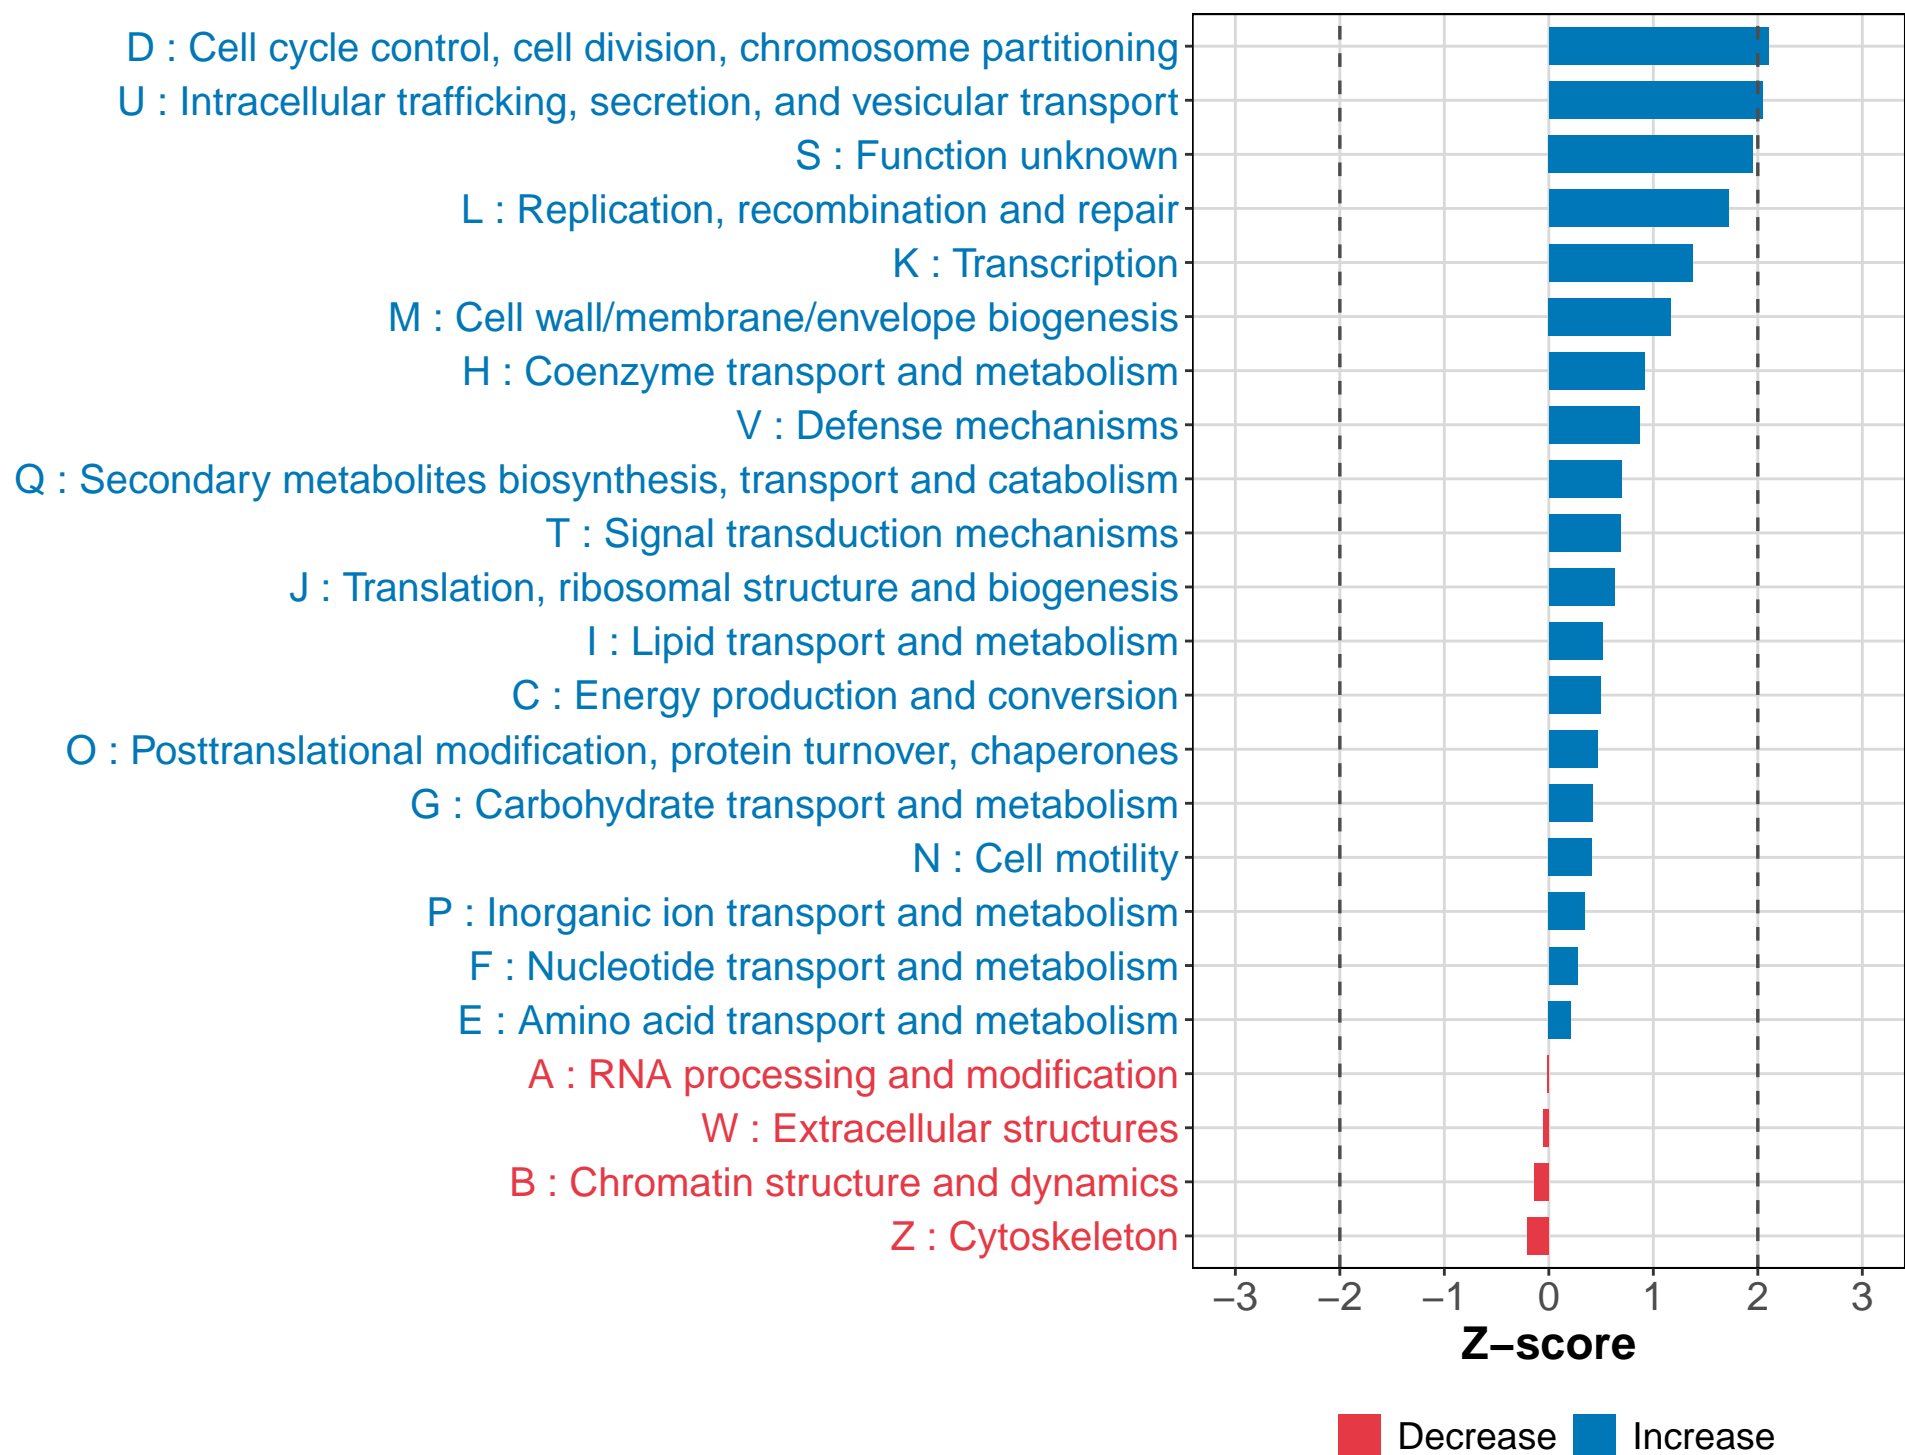 D : Cell cycle control, cell division, chromosome partitioning
U : Intracellular trafficking, secretion, and vesicular transport
S : Function unknown
L : Replication, recombination and repair
K : Transcription
M : Cell wall/membrane/envelope biogenesis
H : Coenzyme transport and metabolism
V : Defense mechanisms
Q : Secondary metabolites biosynthesis, transport and catabolism
T : Signal transduction mechanisms
J : Translation, ribosomal structure and biogenesis
I : Lipid transport and metabolism
C : Energy production and conversion
O : Posttranslational modification, protein turnover, chaperones
G : Carbohydrate transport and metabolism
N : Cell motility
P : Inorganic ion transport and metabolism
F : Nucleotide transport and metabolism
E : Amino acid transport and metabolism
A : RNA processing and modification
W : Extracellular structures
B : Chromatin structure and dynamics
Z : Cytoskeleton
−3 −2 −1 0 1 2 3
Z−score
Decrease Increase